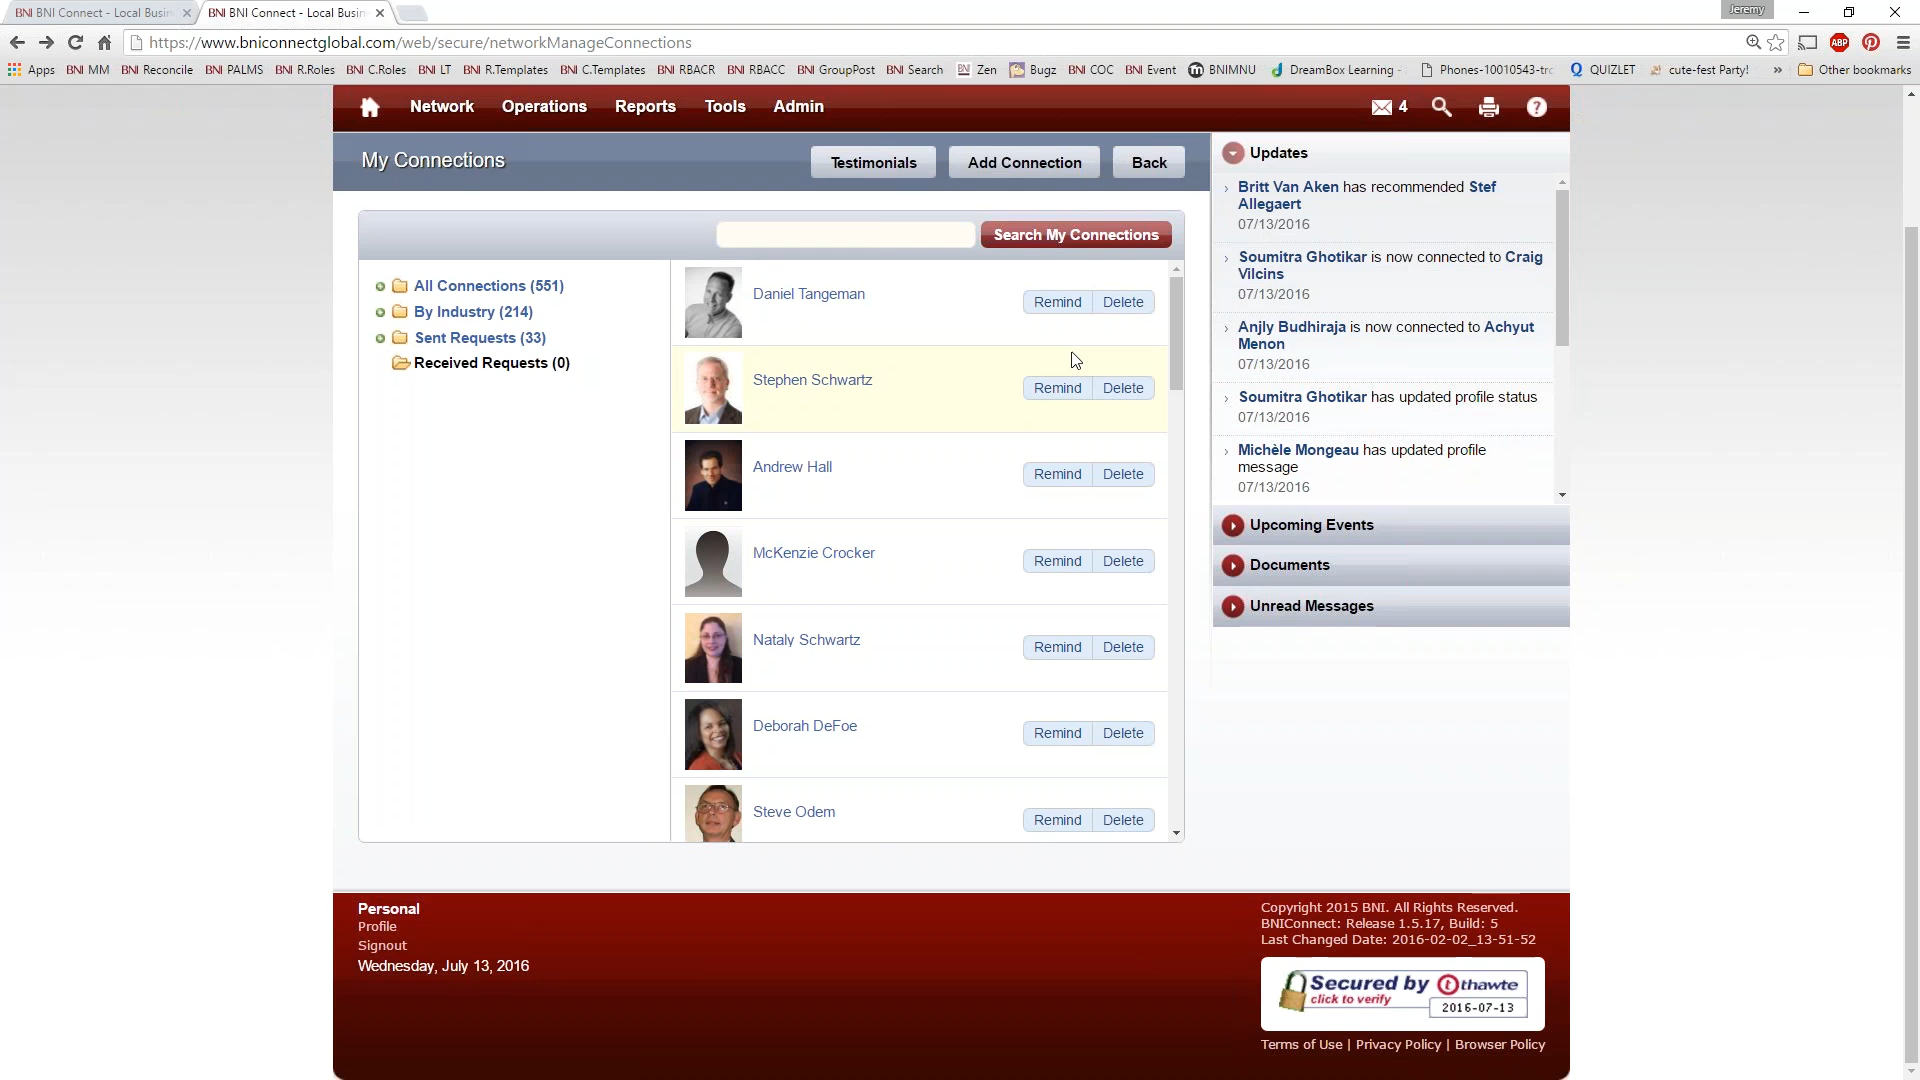 BNI BNI Connect - Local Busin
BNI BNI Connect - Local Busin
Jeremy
https://www.bniconnectglobal.com/web/secure/networkManageConnections
ABP
Apps BNI MM BNI Reconcile BNI PALMS BNI R.Roles BNI C.Roles BNI LT BNI R.Templates BNI C.Templates BNI RBACR BNI RBACC BNI GroupPost BNI Search BNI Zen Bugz BNI COC BNI Event m BNIMNU DreamBox Learning - Phones-10010543-trc Q QUIZLET cute-fest Party! » Other bookmarks
Network Operations Reports Tools Admin 4 ?
My Connections Testimonials Add Connection Back
Search My Connections
All Connections (551)
By Industry (214)
Sent Requests (33)
Received Requests (0)
Daniel Tangeman Remind Delete
Stephen Schwartz Remind Delete
Andrew Hall Remind Delete
McKenzie Crocker Remind Delete
Nataly Schwartz Remind Delete
Deborah DeFoe Remind Delete
Steve Odem Remind Delete
Updates
Britt Van Aken has recommended Stef
Allegaert
07/13/2016
Soumitra Ghotikar is now connected to Craig
Vilcins
07/13/2016
Anjly Budhiraja is now connected to Achyut
Menon
07/13/2016
Soumitra Ghotikar has updated profile status
07/13/2016
Michèle Mongeau has updated profile
message
07/13/2016
Upcoming Events
Documents
Unread Messages
Personal
Profile
Signout
Wednesday, July 13, 2016
Copyright 2015 BNI. All Rights Reserved.
BNIConnect: Release 1.5.17, Build: 5
Last Changed Date: 2016-02-02_13-51-52
Secured by thawte
click to verify 2016-07-13
Terms of Use | Privacy Policy | Browser Policy